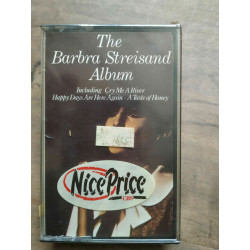 The
Barbra Streisand
Album
Including Cry Me A River
Happy Days Are Here Again · A Taste of Honey
Nice Price